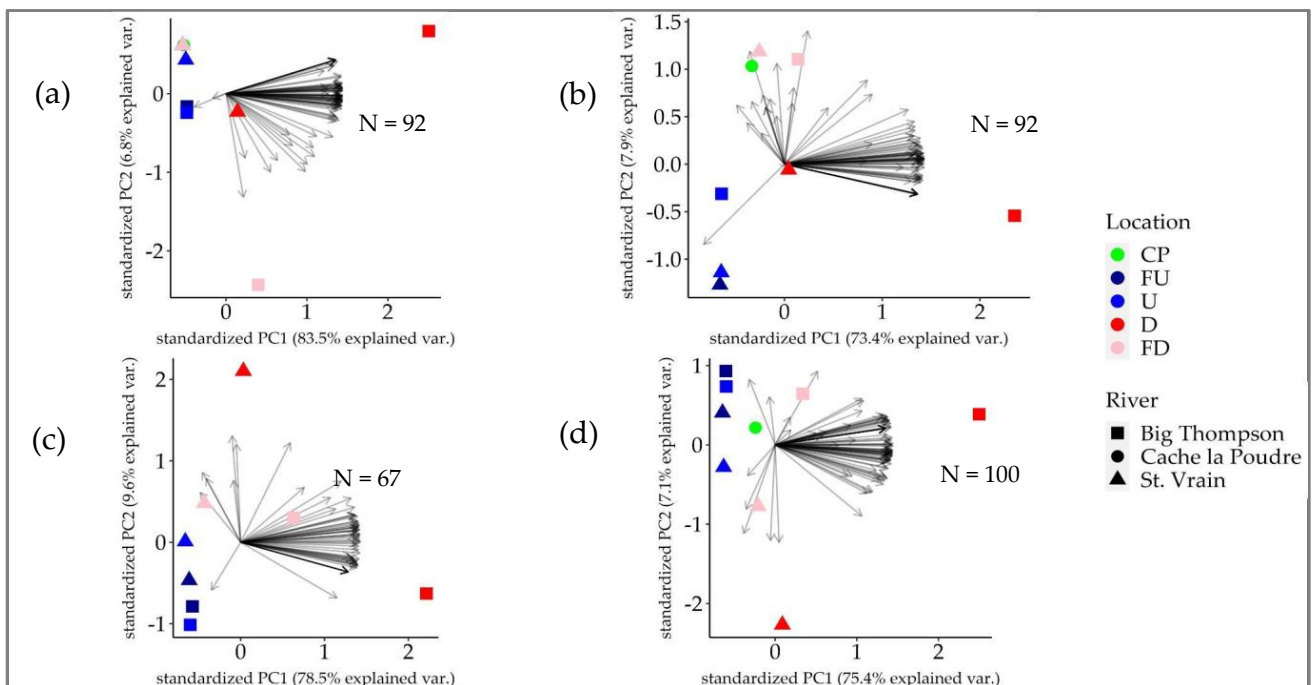 (a)
standardized PC2 (6.8% explained var.)
0
-1
-2
N = 92
0 1 2
standardized PC1 (83.5% explained var.)
(b)
standardized PC2 (7.9% explained var.)
1.5
1.0
0.5
0.0
-0.5
-1.0
N = 92
0 1 2
standardized PC1 (73.4% explained var.)
(c)
standardized PC2 (9.6% explained var.)
2
1
0
-1
N = 67
0 1 2
standardized PC1 (78.5% explained var.)
(d)
standardized PC2 (7.1% explained var.)
1
0
-1
-2
N = 100
0 1 2
standardized PC1 (75.4% explained var.)
Location
CP
FU
U
D
FD
River
Big Thompson
Cache la Poudre
St. Vrain